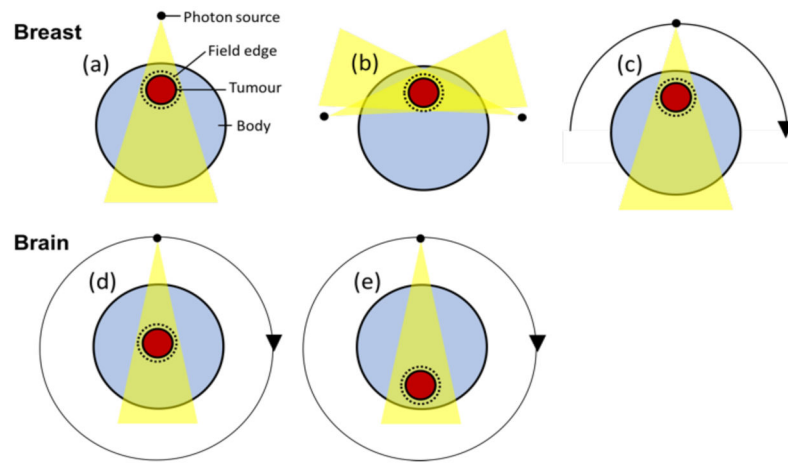 Breast
(a)
Photon source
Field edge
Tumour
Body
(b)
(c)
Brain
(d)
(e)